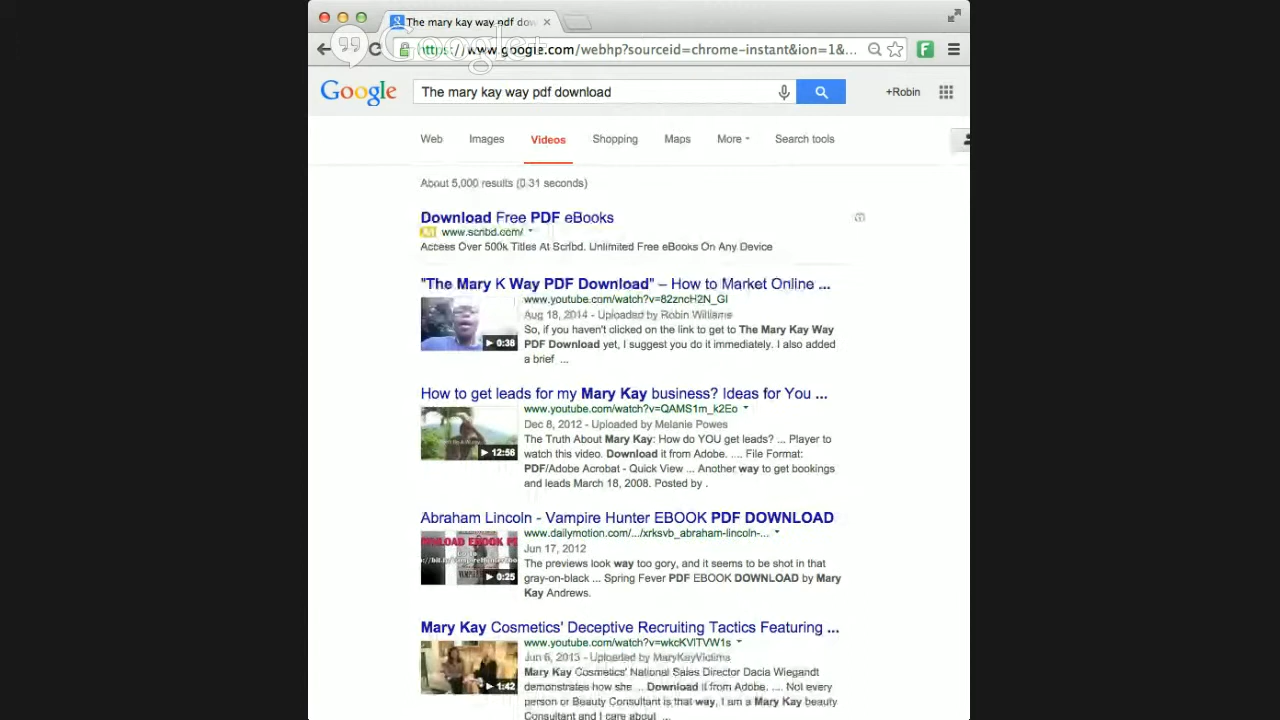 The mary kay way pdf dow
Google+
https://www.google.com/webhp?sourceid=chrome-instant&ion=1&...
Google
The mary kay way pdf download
+Robin
Web Images Videos Shopping Maps More Search tools
About 5,000 results (0.31 seconds)
Download Free PDF eBooks
Ad www.scribd.com/
Access Over 500k Titles At Scribd. Unlimited Free eBooks On Any Device
"The Mary K Way PDF Download" – How to Market Online ...
www.youtube.com/watch?v=82zncH2N_GI
Aug 18, 2014 - Uploaded by Robin Williams
So, if you haven't clicked on the link to get to The Mary Kay Way
PDF Download yet, I suggest you do it immediately. I also added
a brief ...
0:38
How to get leads for my Mary Kay business? Ideas for You ...
www.youtube.com/watch?v=QAMS1m_k2Eo
Dec 8, 2012 - Uploaded by Melanie Powes
The Truth About Mary Kay: How do YOU get leads? ... Player to
watch this video. Download it from Adobe. .... File Format:
PDF/Adobe Acrobat - Quick View ... Another way to get bookings
and leads March 18, 2008. Posted by .
12:56
Abraham Lincoln - Vampire Hunter EBOOK PDF DOWNLOAD
www.dailymotion.com/.../xrksvb_abraham-lincoln-...
Jun 17, 2012
The previews look way too gory, and it seems to be shot in that
gray-on-black ... Spring Fever PDF EBOOK DOWNLOAD by Mary
Kay Andrews.
0:25
Mary Kay Cosmetics' Deceptive Recruiting Tactics Featuring ...
www.youtube.com/watch?v=wkcKVlTVW1s
Jun 6, 2013 - Uploaded by MaryKayVictims
Mary Kay Cosmetics' National Sales Director Dacia Wiegandt
demonstrates how she ... Download it from Adobe. ... Not every
person or Beauty Consultant is that way, I am a Mary Kay beauty
Consultant and I care about ...
1:42